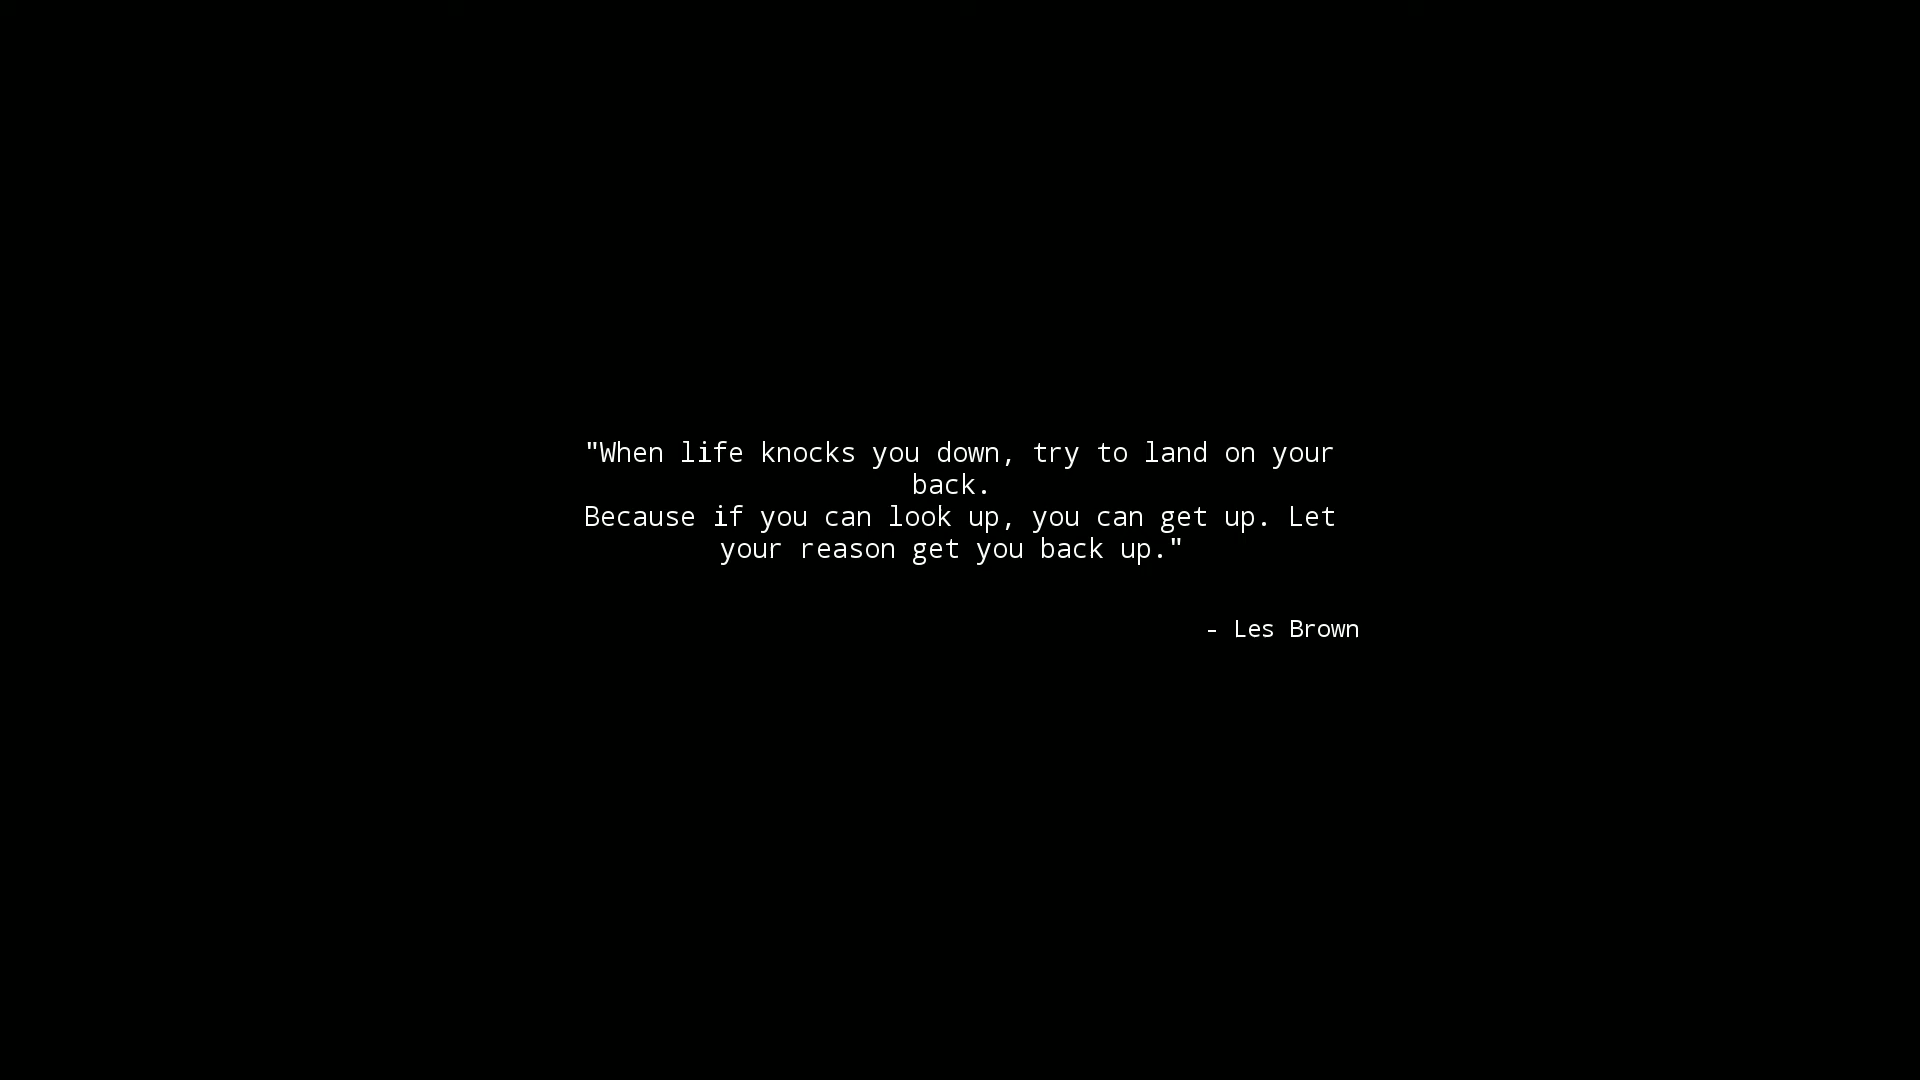 "When life knocks you down, try to land on your
back.
Because if you can look up, you can get up. Let
your reason get you back up."
- Les Brown